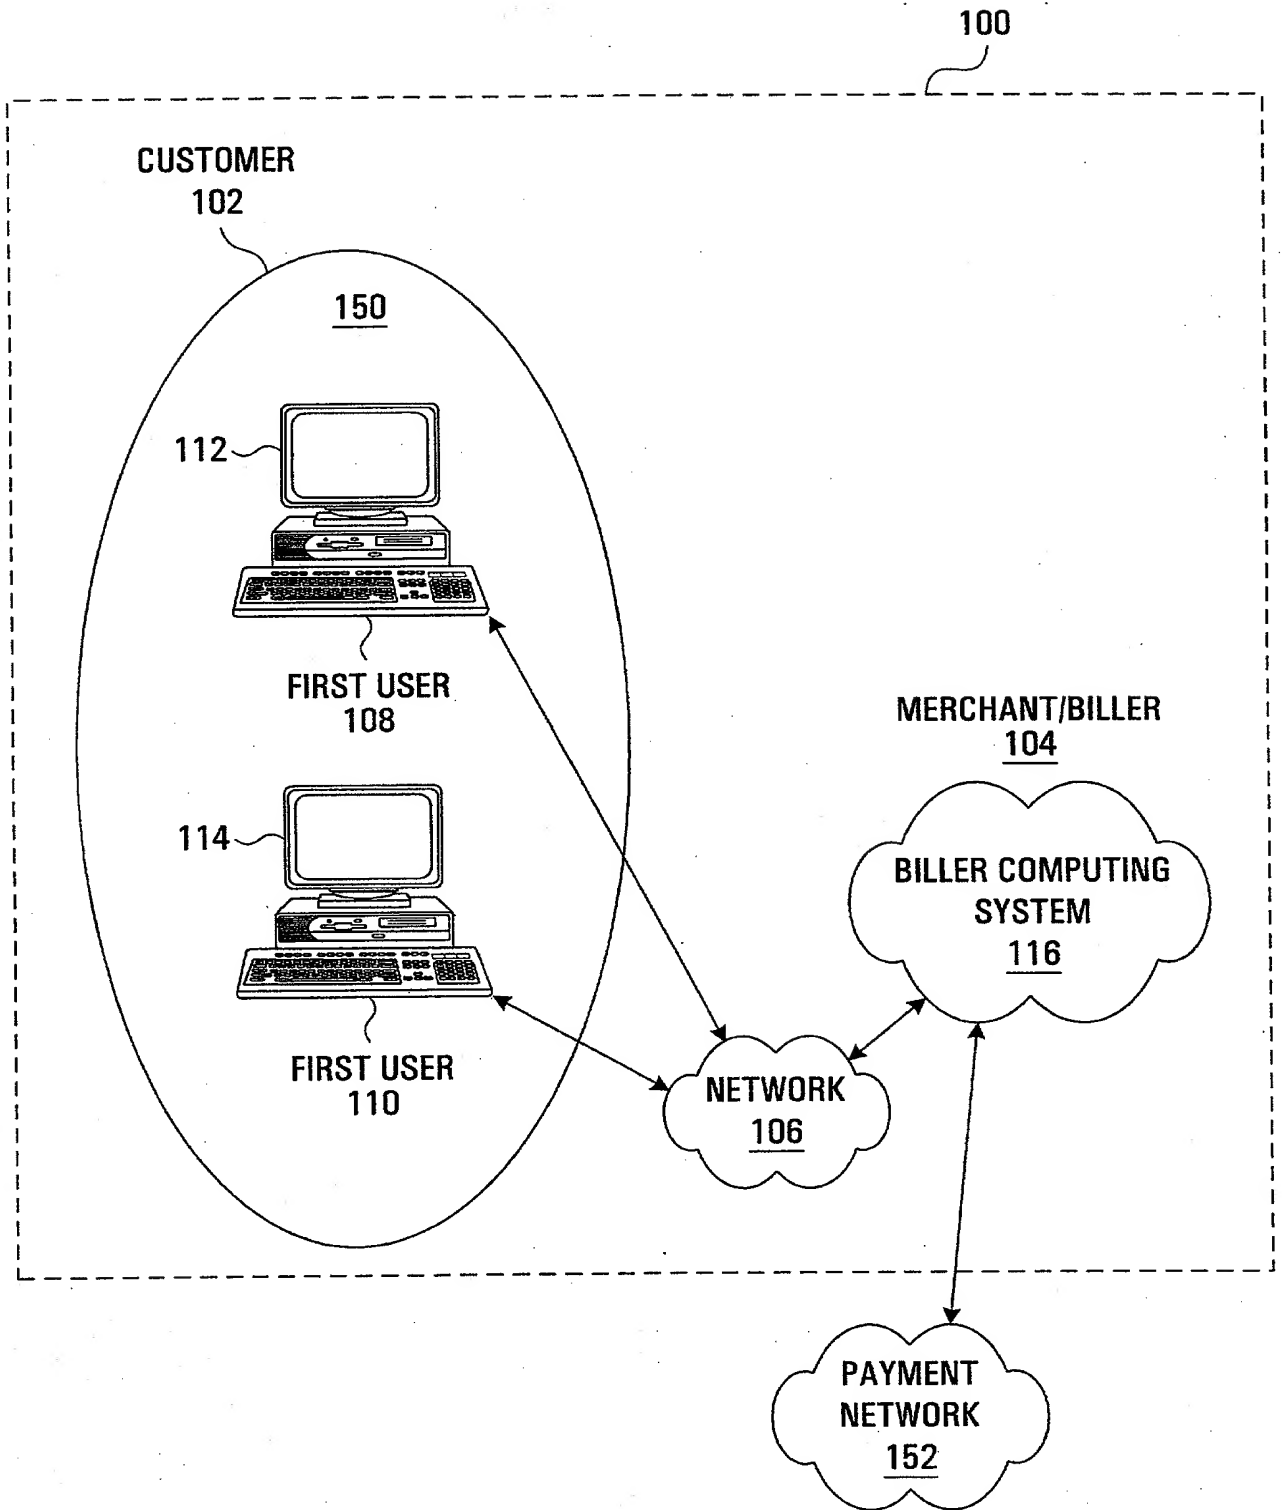 100
CUSTOMER
102
150
112
FIRST USER
108
MERCHANT/BILLER
104
114
BILLER COMPUTING
SYSTEM
116
FIRST USER
110
NETWORK
106
PAYMENT
NETWORK
152